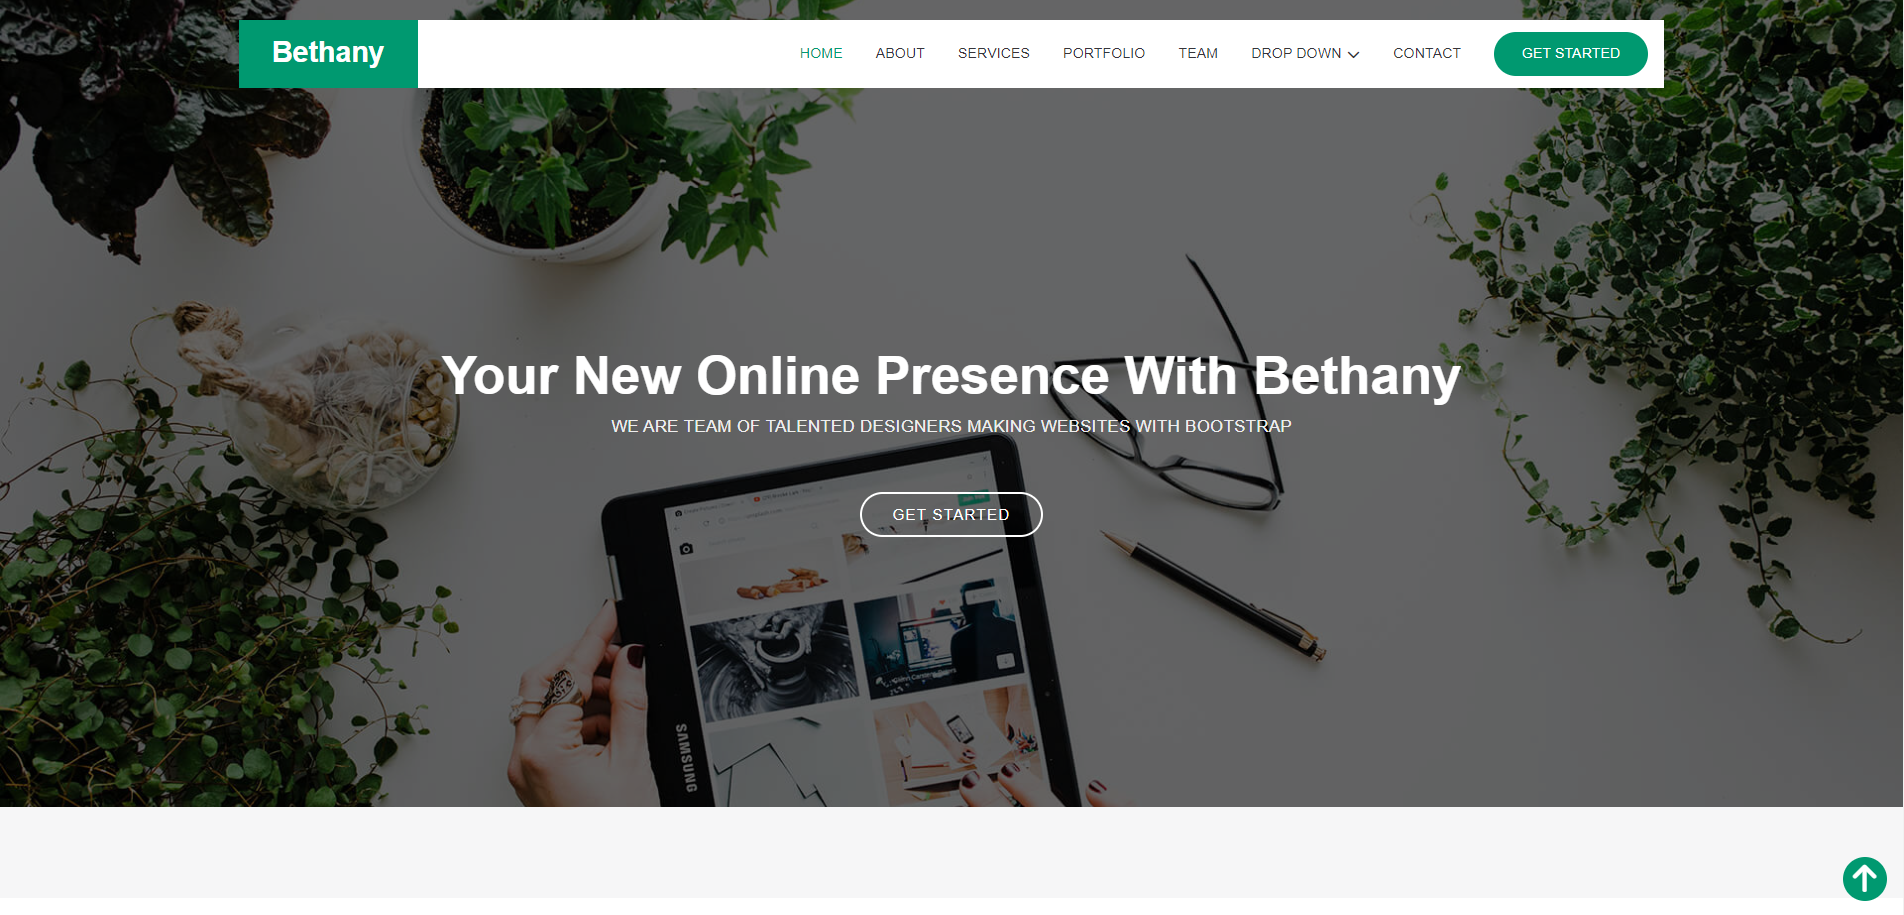 Bethany
HOME ABOUT SERVICES PORTFOLIO TEAM DROP DOWN CONTACT GET STARTED
Your New Online Presence With Bethany
WE ARE TEAM OF TALENTED DESIGNERS MAKING WEBSITES WITH BOOTSTRAP
GET STARTED
SAMSUNG